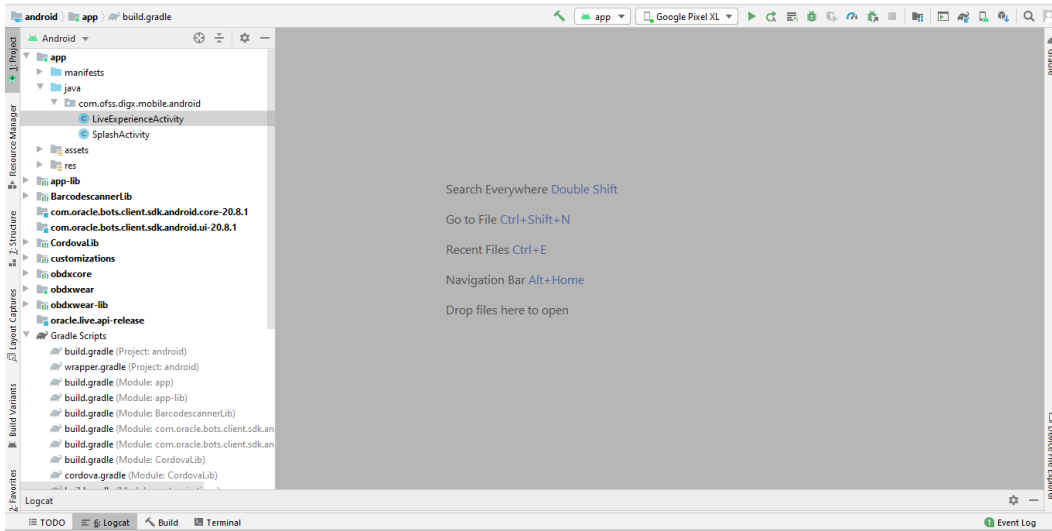 android app build.gradle
app Google Pixel XL
Android
1: Project
Resource Manager
Z: Structure
Layout Captures
Build Variants
2: Favorites
app
manifests
java
com.ofss.digx.mobile.android
LiveExperienceActivity
SplashActivity
assets
res
app-lib
BarcodescannerLib
com.oracle.bots.client.sdk.android.core-20.8.1
com.oracle.bots.client.sdk.android.ui-20.8.1
CordovaLib
customizations
obdxcore
obdxwear
obdxwear-lib
oracle.live.api-release
Gradle Scripts
build.gradle (Project: android)
wrapper.gradle (Project: android)
build.gradle (Module: app)
build.gradle (Module: app-lib)
build.gradle (Module: BarcodescannerLib)
build.gradle (Module: com.oracle.bots.client.sdk.an
build.gradle (Module: com.oracle.bots.client.sdk.an
build.gradle (Module: CordovaLib)
cordova.gradle (Module: CordovaLib)
Search Everywhere Double Shift
Go to File Ctrl+Shift+N
Recent Files Ctrl+E
Navigation Bar Alt+Home
Drop files here to open
Gradle
Device File Explorer
Logcat
TODO 6: Logcat Build Terminal
Event Log